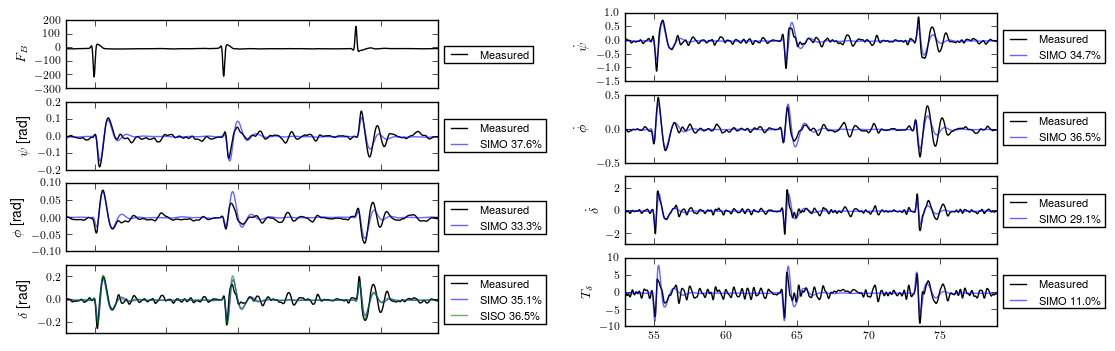 200
100
0
−100
−200
−300
F_B
Measured
0.2
0.1
0.0
−0.1
−0.2
ψ [rad]
Measured
SIMO 37.6%
0.10
0.05
0.00
−0.05
−0.10
ϕ [rad]
Measured
SIMO 33.3%
0.2
0.0
−0.2
δ [rad]
Measured
SIMO 35.1%
SISO 36.5%
1.0
0.5
0.0
−0.5
−1.0
−1.5
ψ̇
Measured
SIMO 34.7%
0.5
0.0
−0.5
ϕ̇
Measured
SIMO 36.5%
2
0
−2
δ̇
Measured
SIMO 29.1%
10
5
0
−5
−10
T_δ
Measured
SIMO 11.0%
55 60 65 70 75